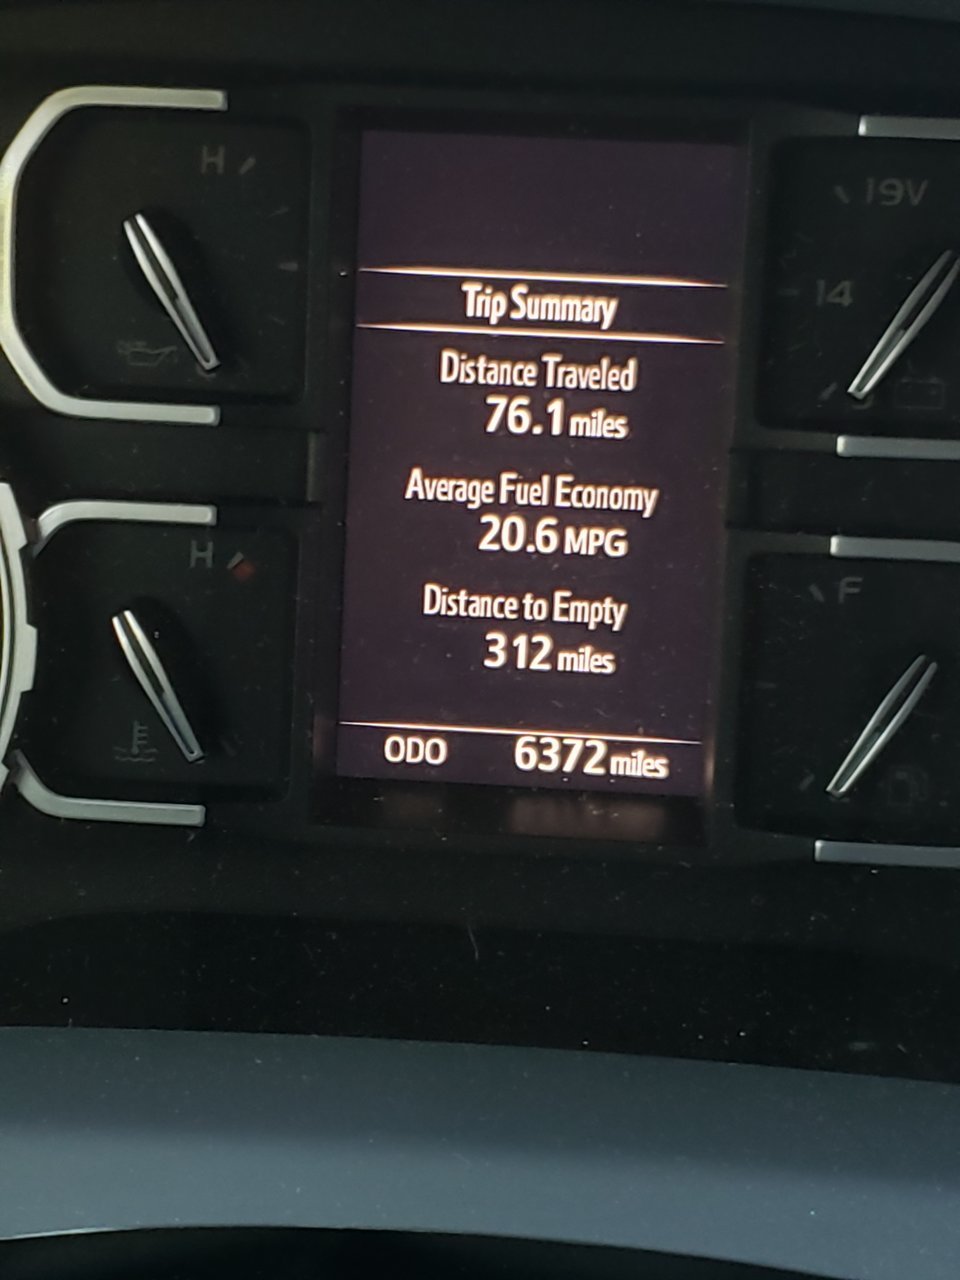 H
19V
14
Trip Summary
Distance Traveled
76.1 miles
Average Fuel Economy
20.6 MPG
H
F
Distance to Empty
312 miles
ODO 6372 miles